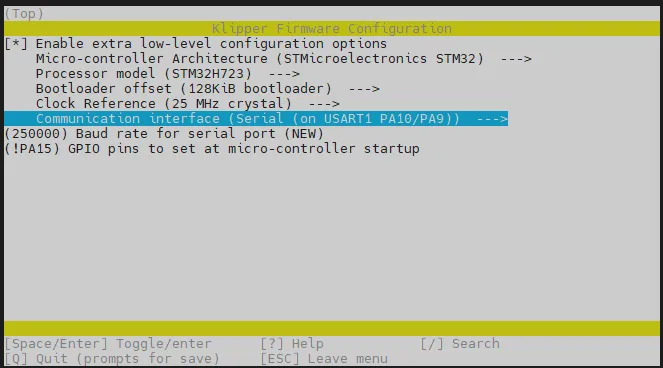 (Top)
Klipper Firmware Configuration
[*] Enable extra low-level configuration options
Micro-controller Architecture (STMicroelectronics STM32) --->
Processor model (STM32H723) --->
Bootloader offset (128KiB bootloader) --->
Clock Reference (25 MHz crystal) --->
Communication interface (Serial (on USART1 PA10/PA9)) --->
(250000) Baud rate for serial port (NEW)
(!PA15) GPIO pins to set at micro-controller startup
[Space/Enter] Toggle/enter [?] Help [/] Search
[Q] Quit (prompts for save) [ESC] Leave menu